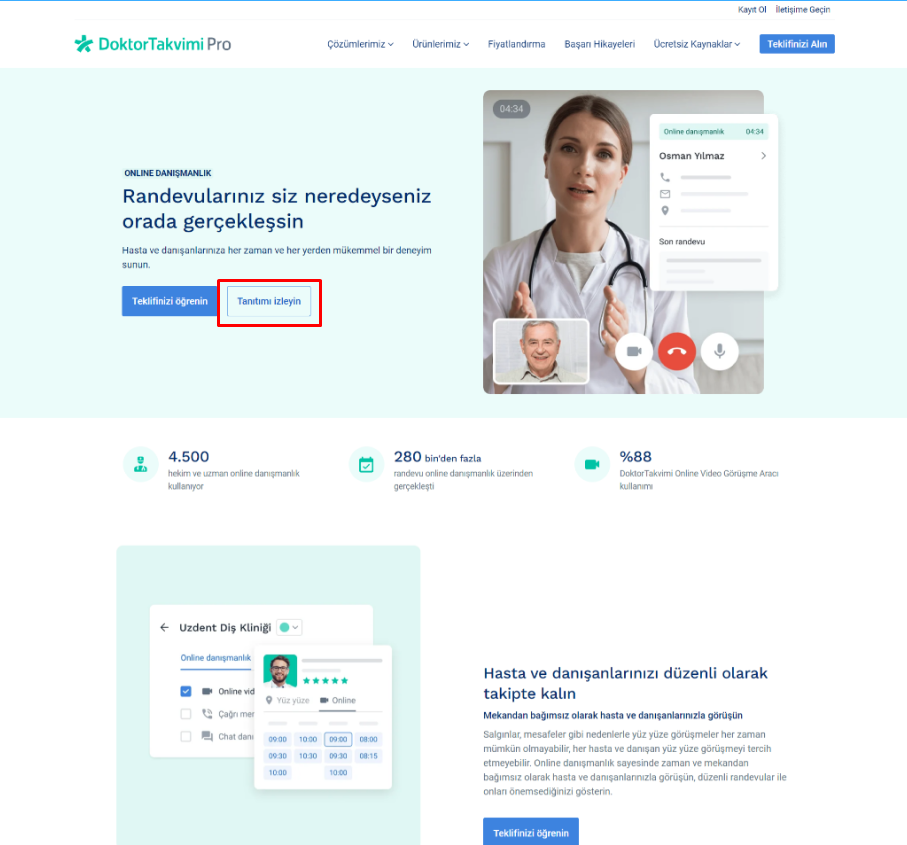 Kayıt Ol İletişime Geçin
DoktorTakvimi Pro
Çözümlerimiz Ürünlerimiz Fiyatlandırma Başarı Hikayeleri Ücretsiz Kaynaklar Teklifinizi Alın
ONLINE DANIŞMANLIK
Randevularınız siz neredeyseniz
orada gerçekleşsin
Hasta ve danışanlarınıza her zaman ve her yerden mükemmel bir deneyim
sunun.
Teklifinizi öğrenin Tanıtımı izleyin
04:34
Online danışmanlık 04:34
Osman Yılmaz
Son randevu
4.500
hekim ve uzman online danışmanlık
kullanıyor
280 bin'den fazla
randevu online danışmanlık üzerinden
gerçekleşti
%88
DoktorTakvimi Online Video Görüşme Aracı
kullanımı
Uzdent Diş Kliniği
Online danışmanlık
Online vid
Çağrı mer
Chat danı
Yüz yüze Online
09:00 10:00 09:00 08:00
09:30 10:30 09:30 08:15
10:00 10:00
Hasta ve danışanlarınızı düzenli olarak
takipte kalın
Mekandan bağımsız olarak hasta ve danışanlarınızla görüşün
Salgınlar, mesafeler gibi nedenlerle yüz yüze görüşmeler her zaman
mümkün olmayabilir, her hasta ve danışan yüz yüze görüşmeyi tercih
etmeyebilir. Online danışmanlık sayesinde zaman ve mekandan
bağımsız olarak hasta ve danışanlarınızla görüşün, düzenli randevular ile
onları önemsediğinizi gösterin.
Teklifinizi öğrenin